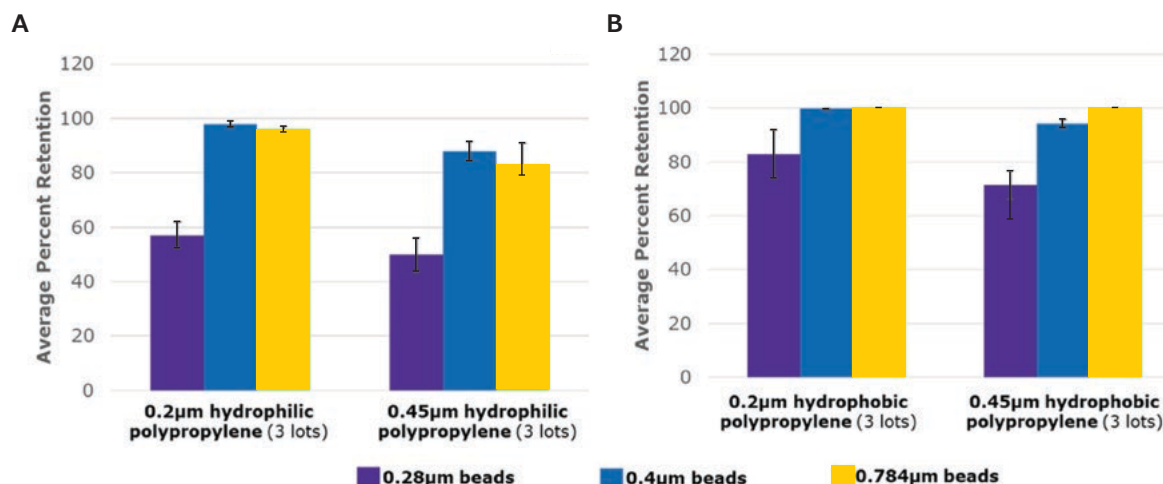 A
120
100
80
60
40
20
0
Average Percent Retention
0.2µm hydrophilic
polypropylene (3 lots)
0.45µm hydrophilic
polypropylene (3 lots)
B
120
100
80
60
40
20
0
Average Percent Retention
0.2µm hydrophobic
polypropylene (3 lots)
0.45µm hydrophobic
polypropylene (3 lots)
0.28µm beads
0.4µm beads
0.784µm beads